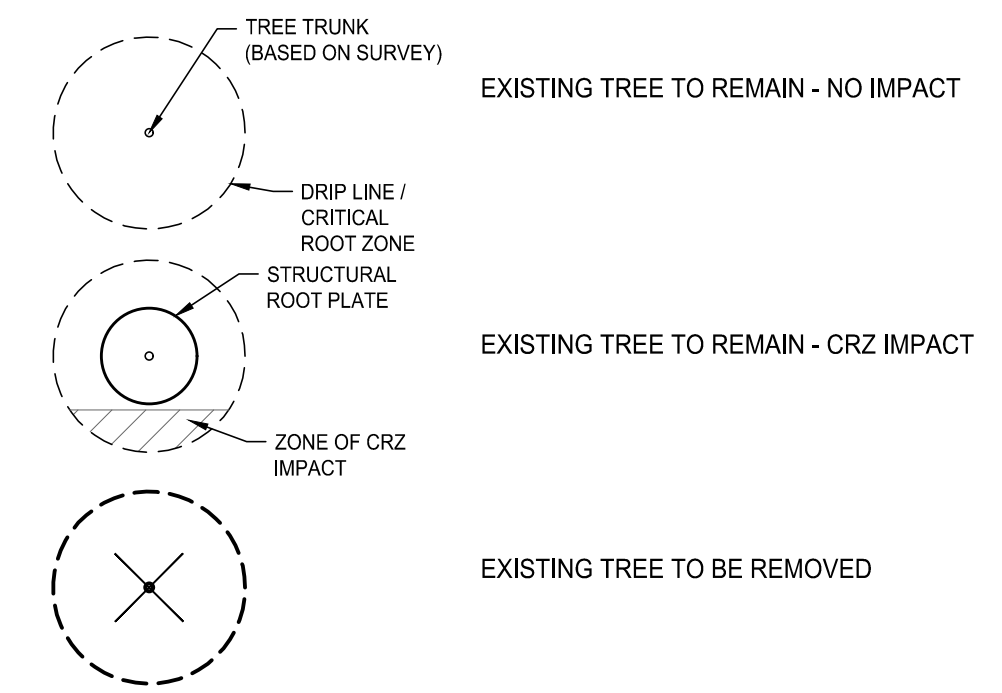 TREE TRUNK
(BASED ON SURVEY)
EXISTING TREE TO REMAIN - NO IMPACT
DRIP LINE /
CRITICAL
ROOT ZONE
STRUCTURAL
ROOT PLATE
EXISTING TREE TO REMAIN - CRZ IMPACT
ZONE OF CRZ
IMPACT
EXISTING TREE TO BE REMOVED